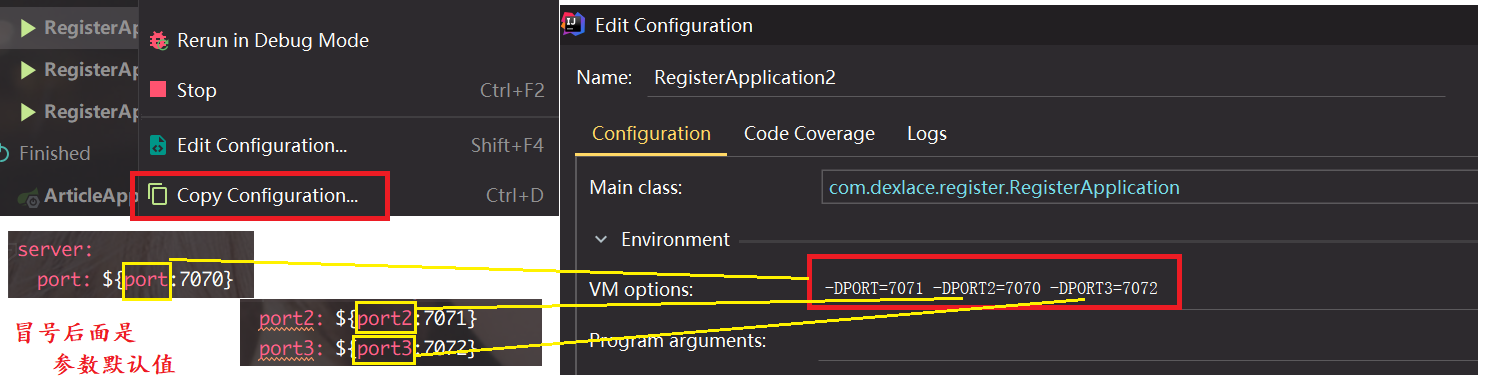 RegisterAp
RegisterAp
RegisterAp
Finished
ArticleApp
Rerun in Debug Mode
Stop Ctrl+F2
Edit Configuration... Shift+F4
Copy Configuration... Ctrl+D
server:
port: ${port:7070}
port2: ${port2:7071}
port3: ${port3:7072}
冒号后面是
参数默认值
IJ
Edit Configuration
Name: RegisterApplication2
Configuration Code Coverage Logs
Main class: com.dexlace.register.RegisterApplication
Environment
VM options: -DPORT=7071 -DPORT2=7070 -DPORT3=7072
Program arguments: